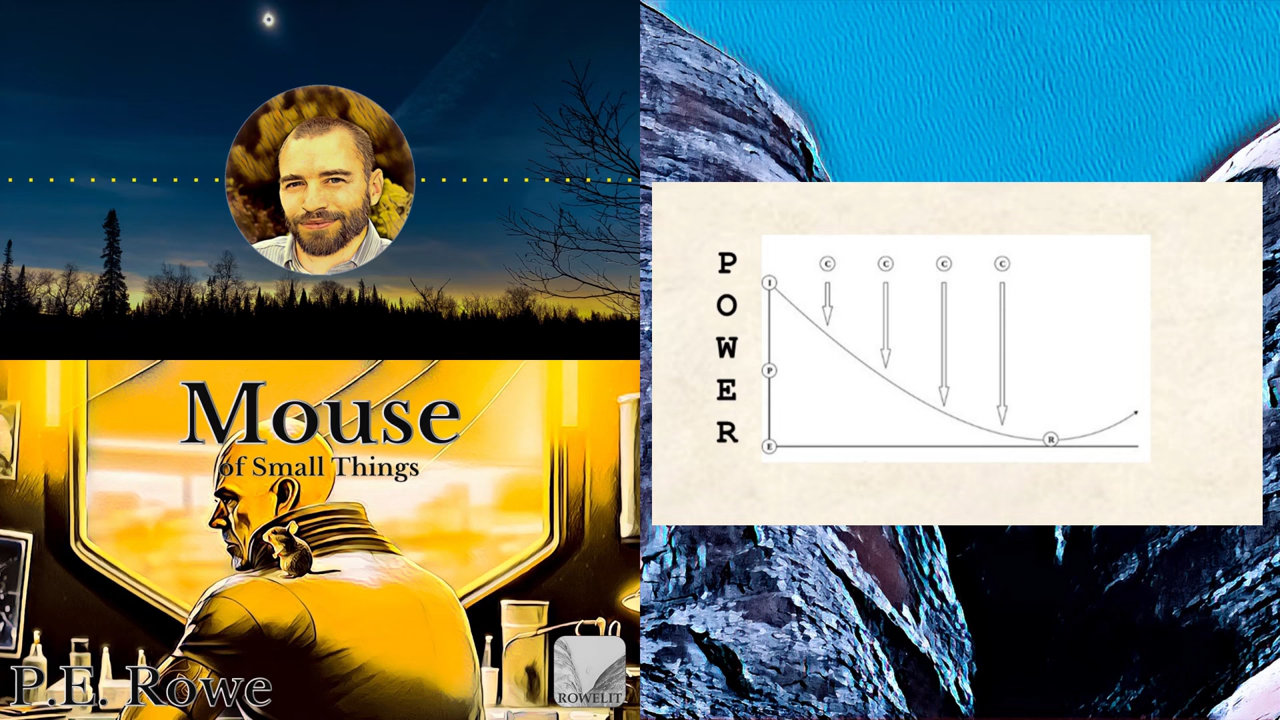 Mouse
of Small Things
P.E. Rowe
ROWELIT
P
O
W
E
R
C C C C
I
P
E
R